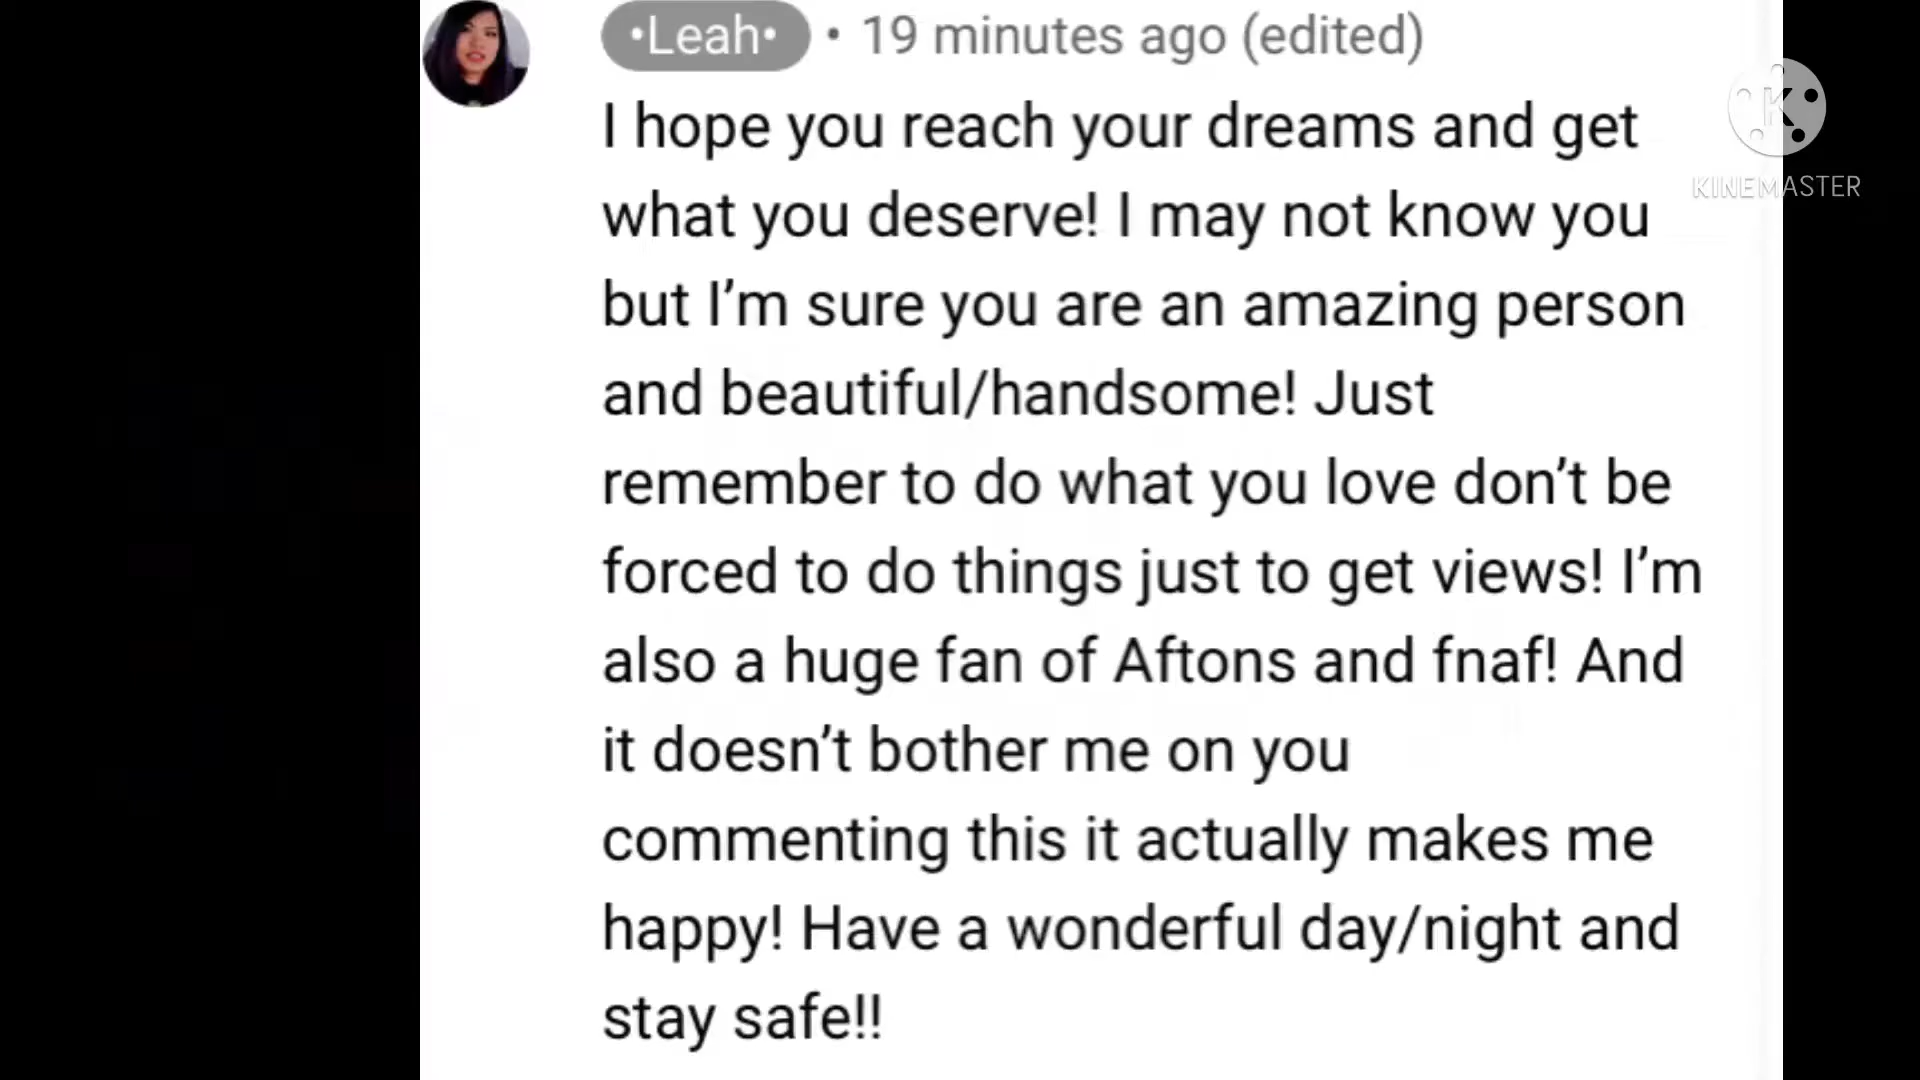 •Leah• • 19 minutes ago (edited)
I hope you reach your dreams and get
what you deserve! I may not know you
but I’m sure you are an amazing person
and beautiful/handsome! Just
remember to do what you love don’t be
forced to do things just to get views! I’m
also a huge fan of Aftons and fnaf! And
it doesn’t bother me on you
commenting this it actually makes me
happy! Have a wonderful day/night and
stay safe!!
K
KINEMASTER